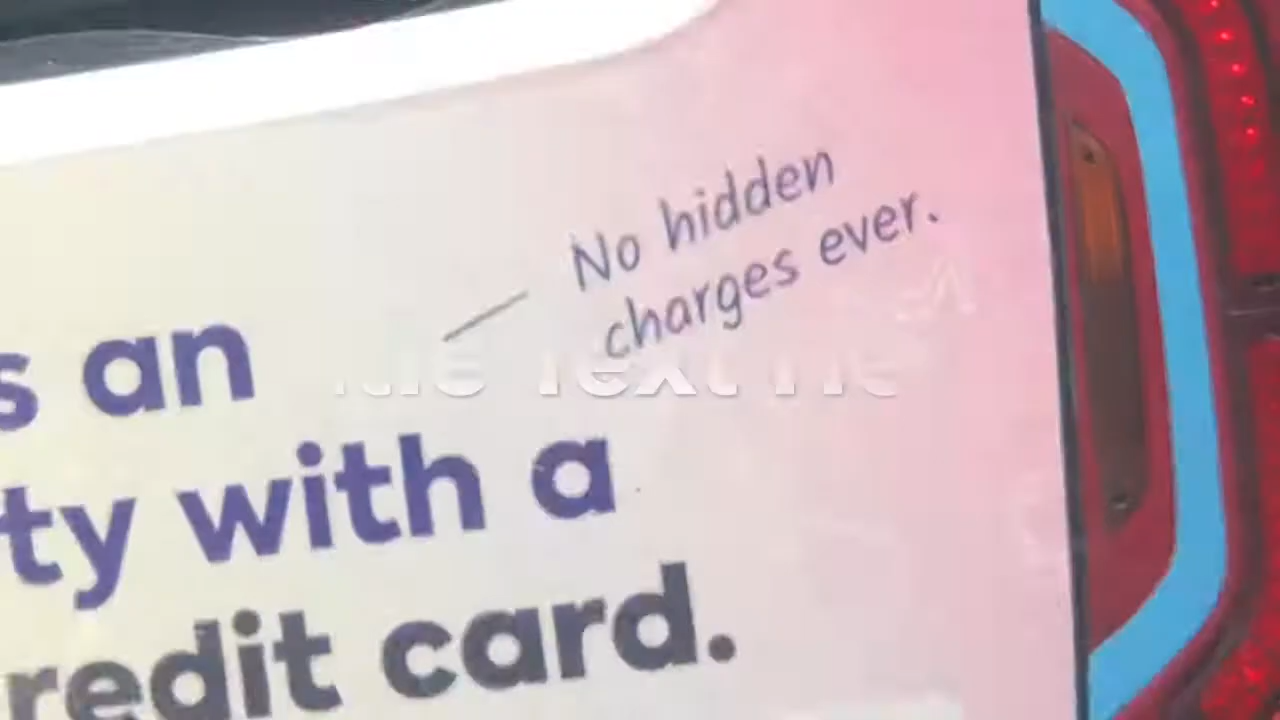 No hidden
charges ever.
s an
ty with a
redit card.